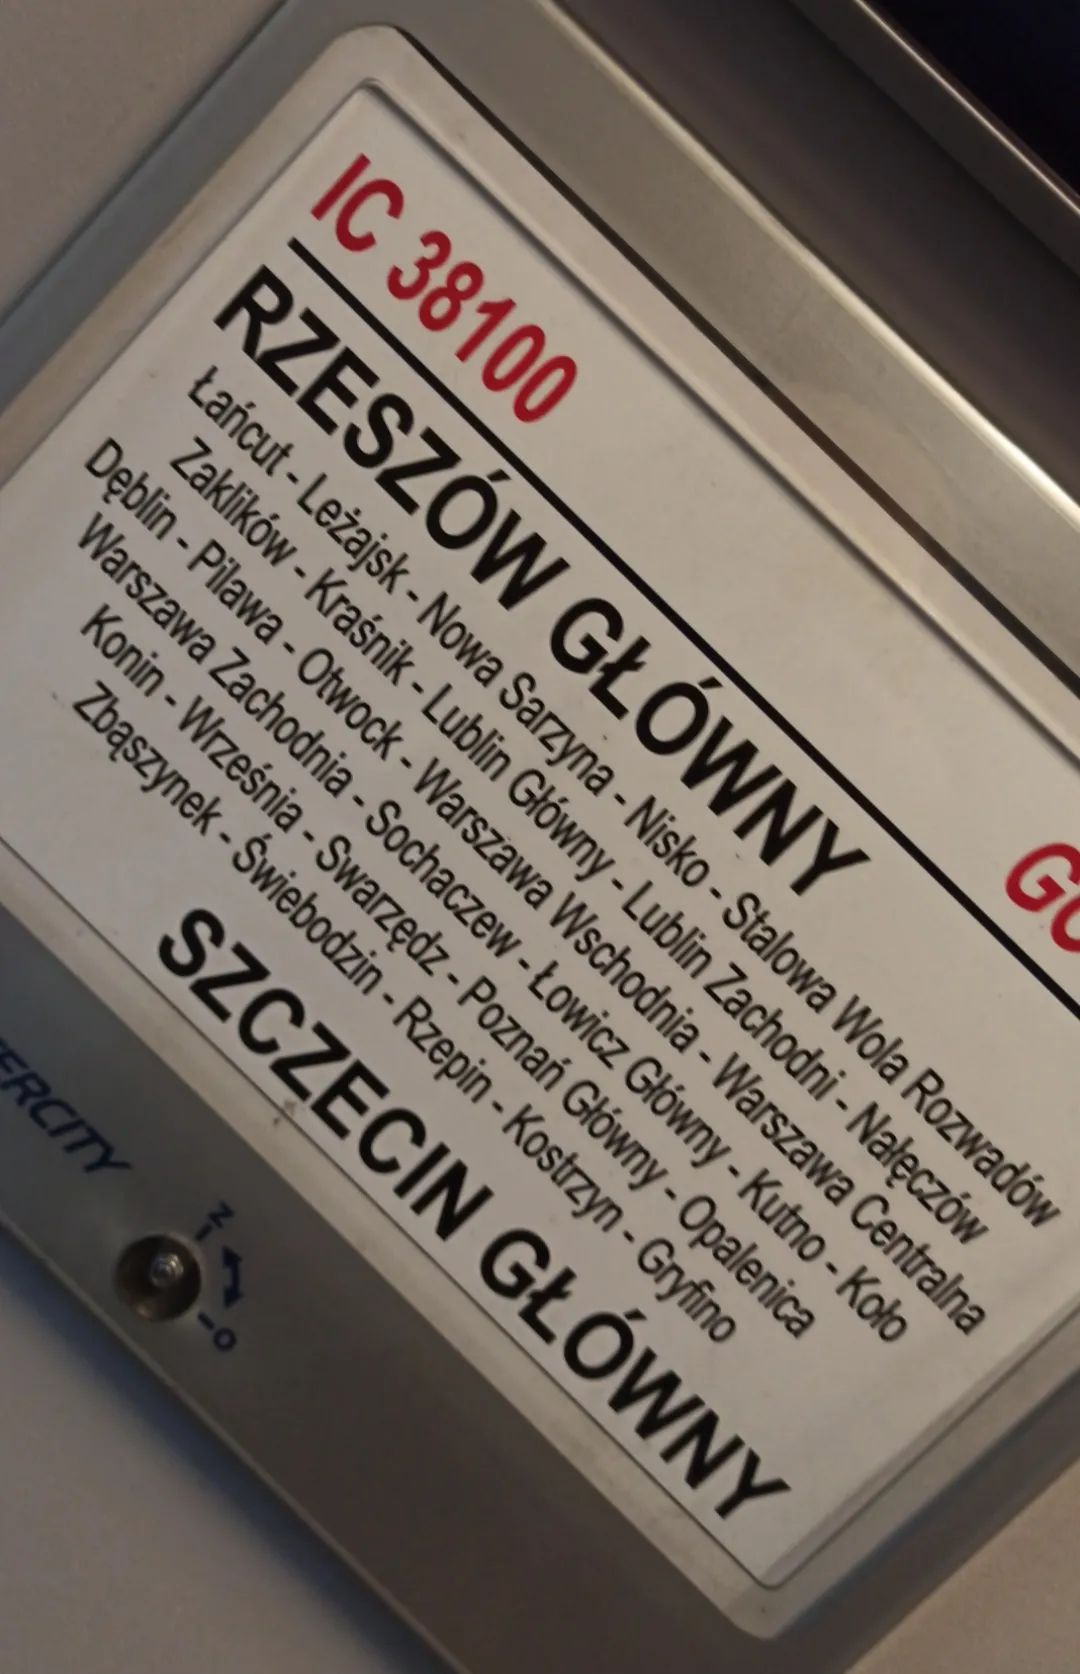 IC 38100
RZESZÓW GŁÓWNY
Łańcut - Leżajsk - Nowa Sarzyna - Nisko - Stalowa Wola Rozwadów
Zaklików - Kraśnik - Lublin Główny - Lublin Zachodni - Nałęczów
Dęblin - Pilawa - Otwock - Warszawa Wschodnia - Warszawa Centralna
Warszawa Zachodnia - Sochaczew - Łowicz Główny - Kutno - Koło
Konin - Września - Swarzędz - Poznań Główny - Opalenica
Zbąszynek - Świebodzin - Rzepin - Kostrzyn - Gryfino
SZCZECIN GŁÓWNY
ERCITY
Z
O